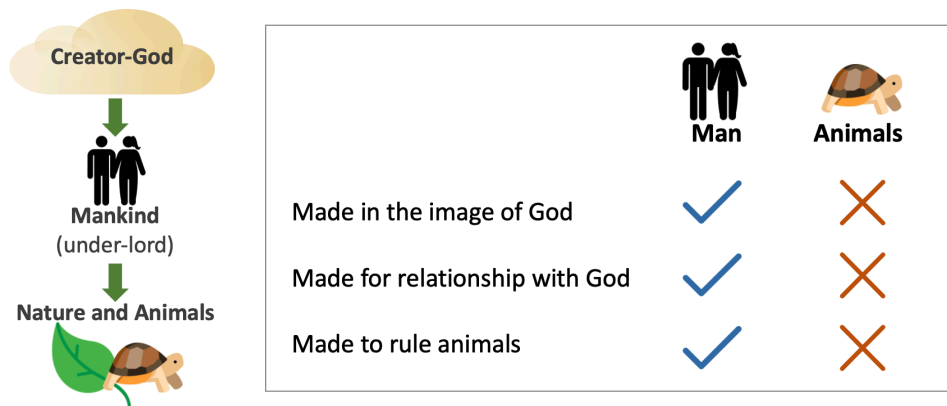 Creator-God
Mankind
(under-lord)
Nature and Animals
Man Animals
Made in the image of God
Made for relationship with God
Made to rule animals